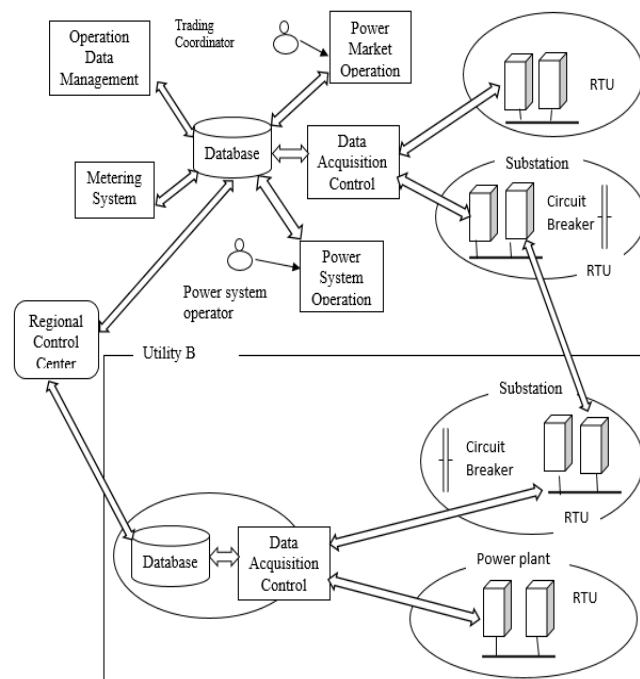 Operation
Data
Management
Trading
Coordinator
Power
Market
Operation
RTU
Database
Data
Acquisition
Control
Metering
System
Substation
Circuit
Breaker
RTU
Power system
operator
Power
System
Operation
Regional
Control
Center
Utility B
Substation
Circuit
Breaker
RTU
Database
Data
Acquisition
Control
Power plant
RTU